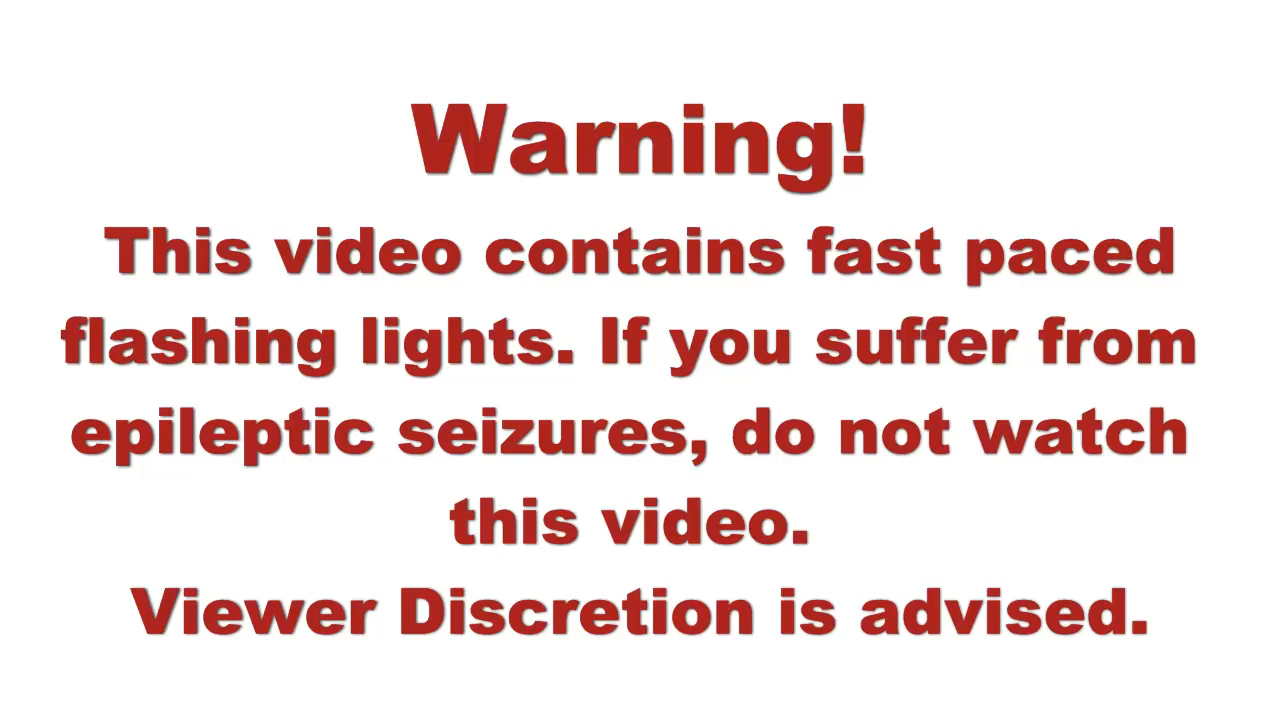 Warning!
This video contains fast paced
flashing lights. If you suffer from
epileptic seizures, do not watch
this video.
Viewer Discretion is advised.